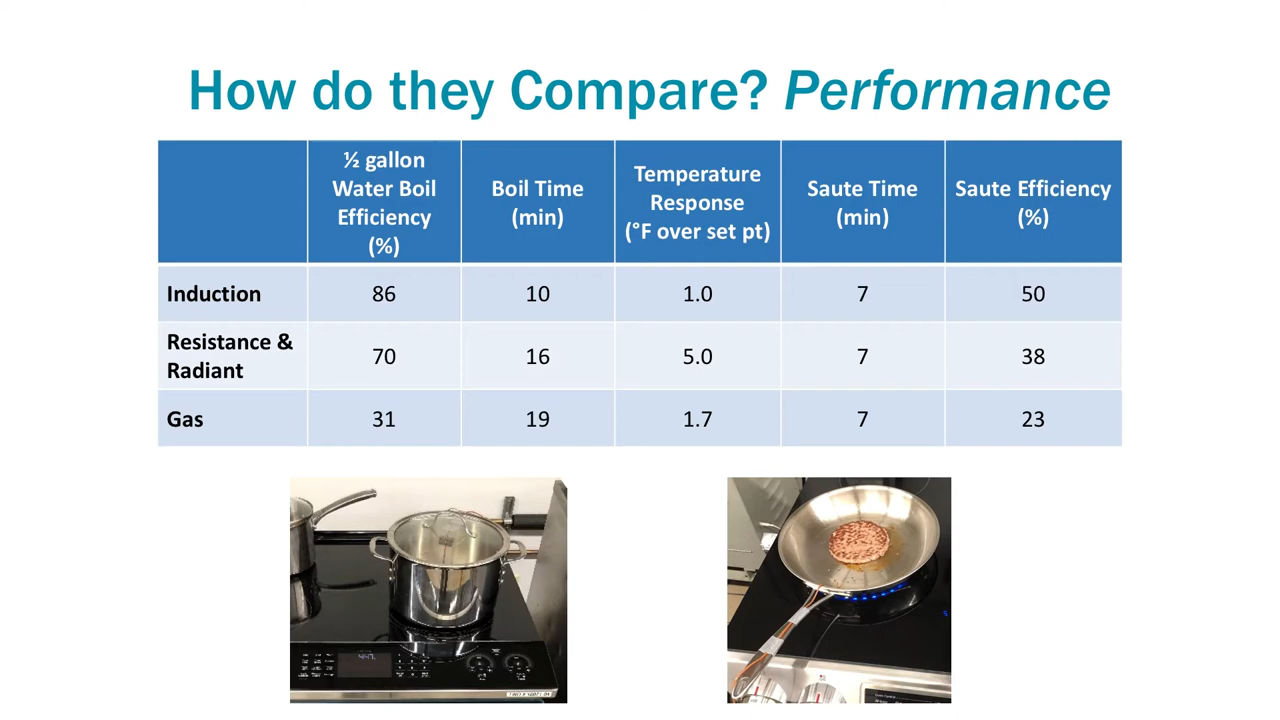 How do they Compare? Performance
½ gallon
Water Boil
Efficiency
(%)
Boil Time
(min)
Temperature
Response
(°F over set pt)
Saute Time
(min)
Saute Efficiency
(%)
Induction 86 10 1.0 7 50
Resistance &
Radiant
70 16 5.0 7 38
Gas 31 19 1.7 7 23